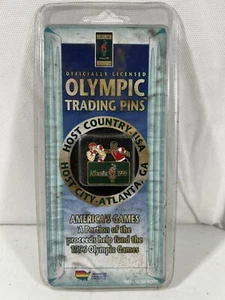 OFFICIALLY LICENSED
OLYMPIC
TRADING PINS
HOST COUNTRY, USA
HOST CITY-ATLANTA, GA
Atlanta 1996
AMERICA'S GAMES
A Portion of the
proceeds help fund the
1996 Olympic Games